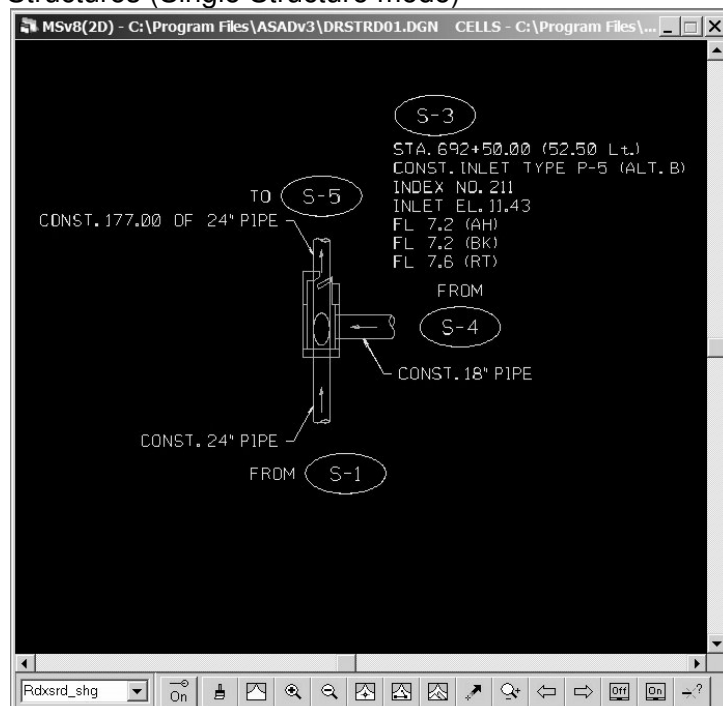 Structures (Single Structure mode)
MSv8(2D) - C:\Program Files\ASADv3\DRSTRD01.DGN CELLS - C:\Program Files\...
S-3
STA. 692+50.00 (52.50 Lt.)
CONST. INLET TYPE P-5 (ALT. B)
INDEX NO. 211
INLET EL. 11.43
FL 7.2 (AH)
FL 7.2 (BK)
FL 7.6 (RT)
TO S-5
CONST. 177.00 OF 24" PIPE
FROM
S-4
CONST. 18" PIPE
CONST. 24" PIPE
FROM S-1
Rdxsrd_shg
On
Off
On